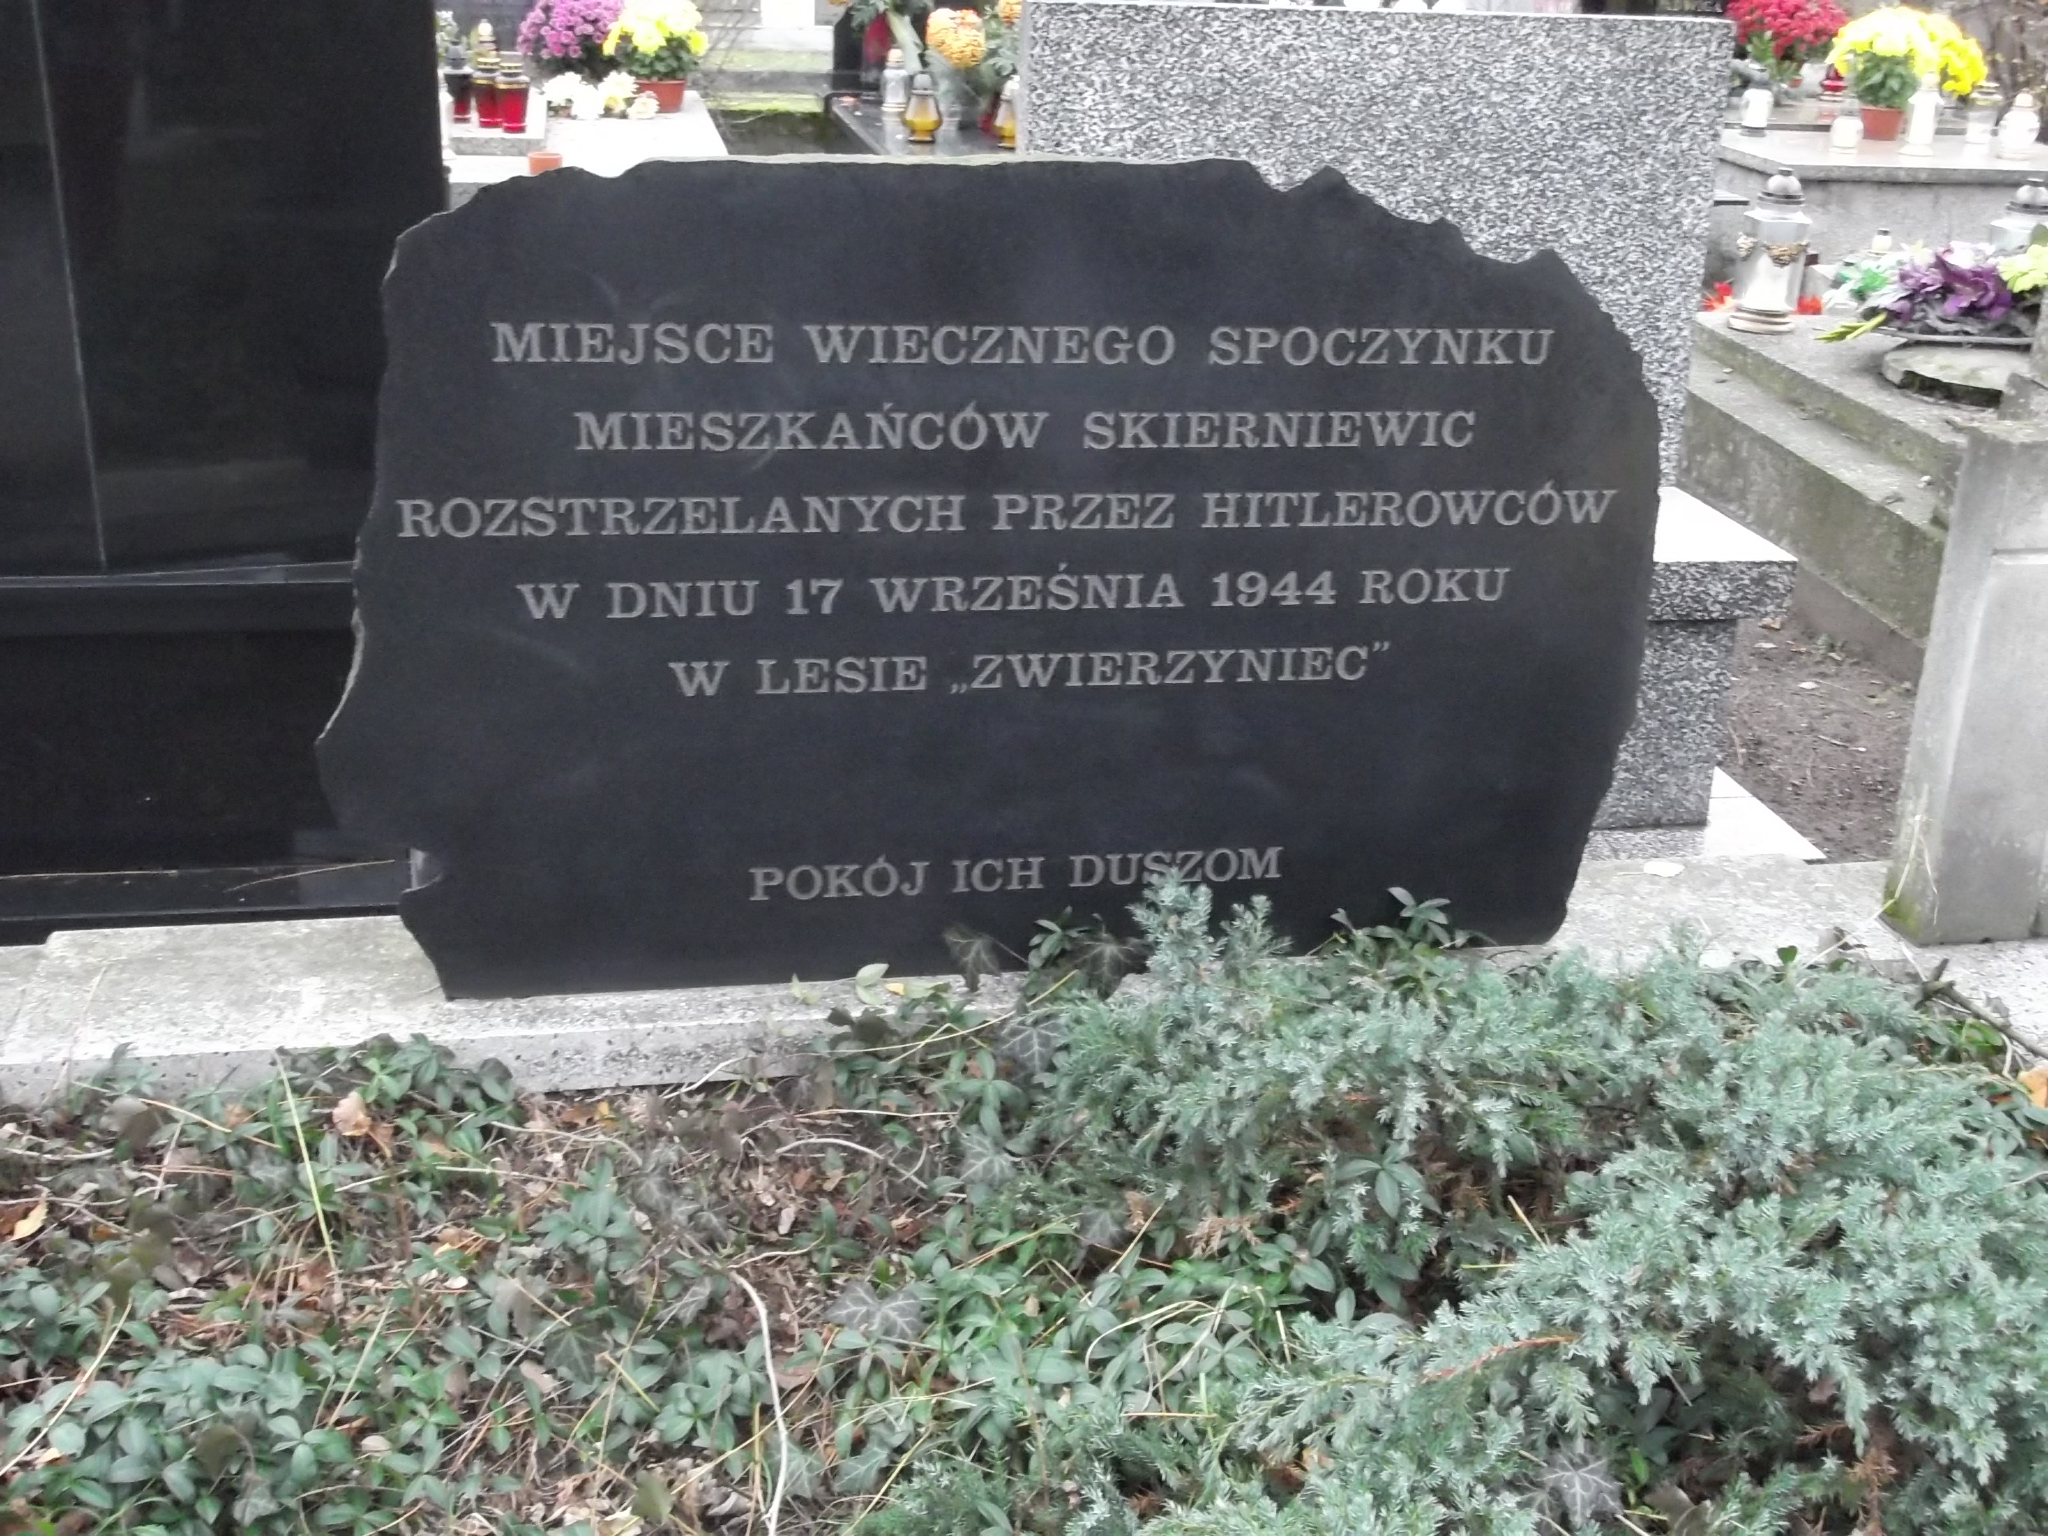 MIEJSCE WIECZNEGO SPOCZYNKU
MIESZKAŃCÓW SKIERNIEWIC
ROZSTRZELANYCH PRZEZ HITLEROWCÓW
W DNIU 17 WRZEŚNIA 1944 ROKU
W LESIE „ZWIERZYNIEC”
POKÓJ ICH DUSZOM